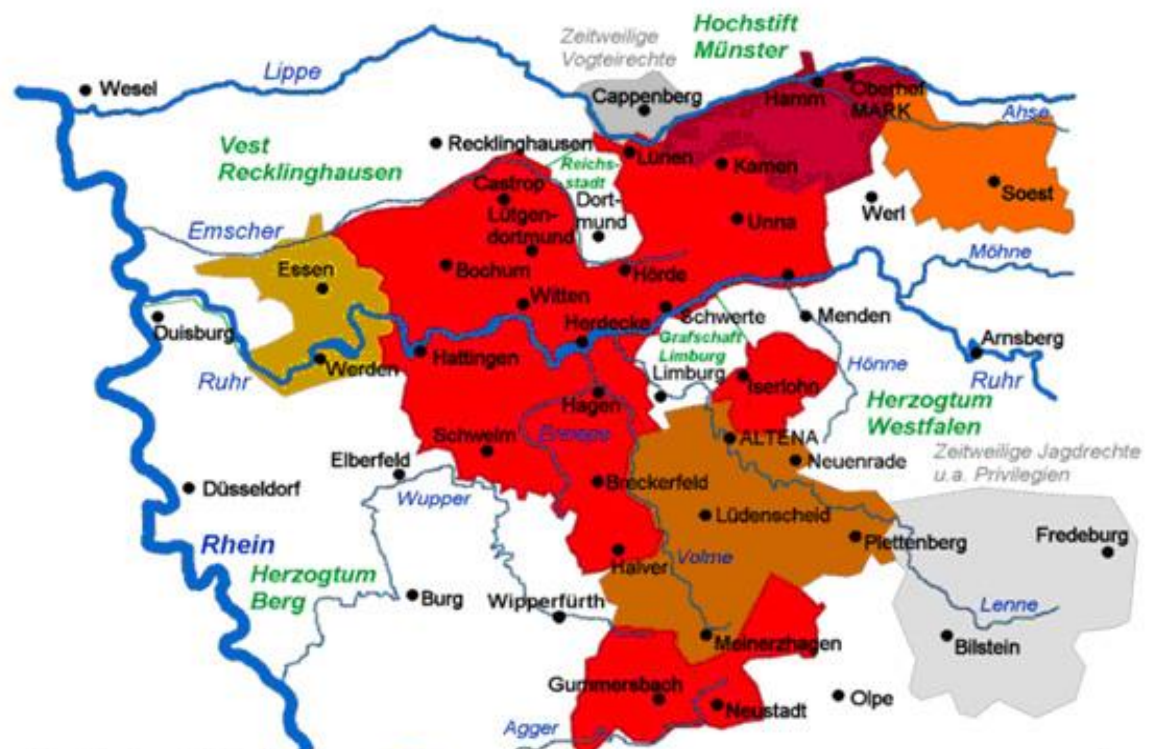 Hochstift
Münster
Zeitweilige
Vogteirechte
Lippe
Wesel
Cappenberg
Hamm
Oberhof
MARK
Ahse
Vest
Recklinghausen
Recklinghausen
Reichs-
stadt
Lünen
Kamen
Castrop
Dort-
mund
Lütgen-
dortmund
Soest
Werl
Unna
Emscher
Essen
Bochum
Hörde
Möhne
Witten
Duisburg
Herdecke
Schwerte
Menden
Grafschaft
Limburg
Arnsberg
Hattingen
Werden
Limburg
Hönne
Ruhr
Iserlohn
Ruhr
Hagen
Herzogtum
Westfalen
Schwelm
Ennepe
ALTENA
Neuenrade
Zeitweilige Jagdrechte
u.a. Privilegien
Elberfeld
Düsseldorf
Wupper
Breckerfeld
Lüdenscheid
Plettenberg
Fredeburg
Rhein
Herzogtum
Berg
Halver
Volme
Burg
Wipperfürth
Lenne
Meinerzhagen
Bilstein
Gummersbach
Neustadt
Olpe
Agger